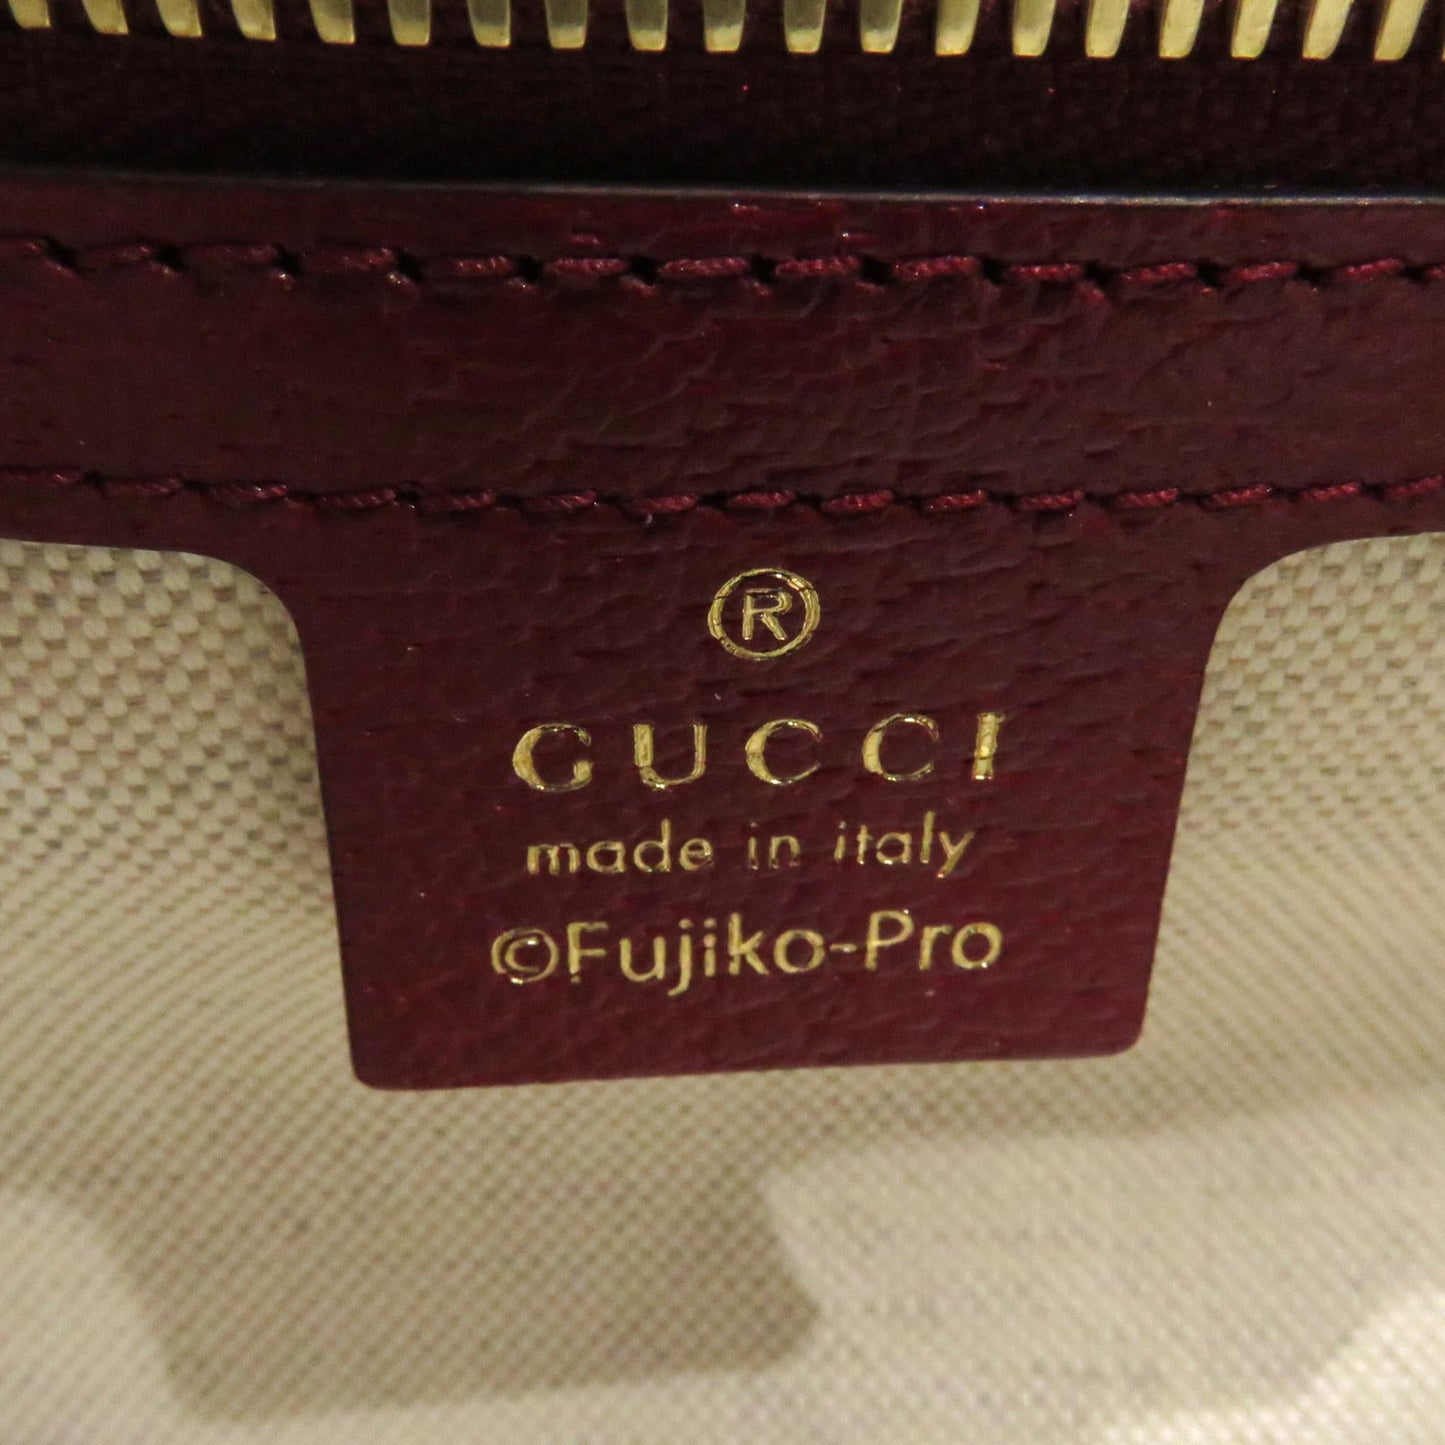 ®
GUCCI
made in italy
©Fujiko-Pro